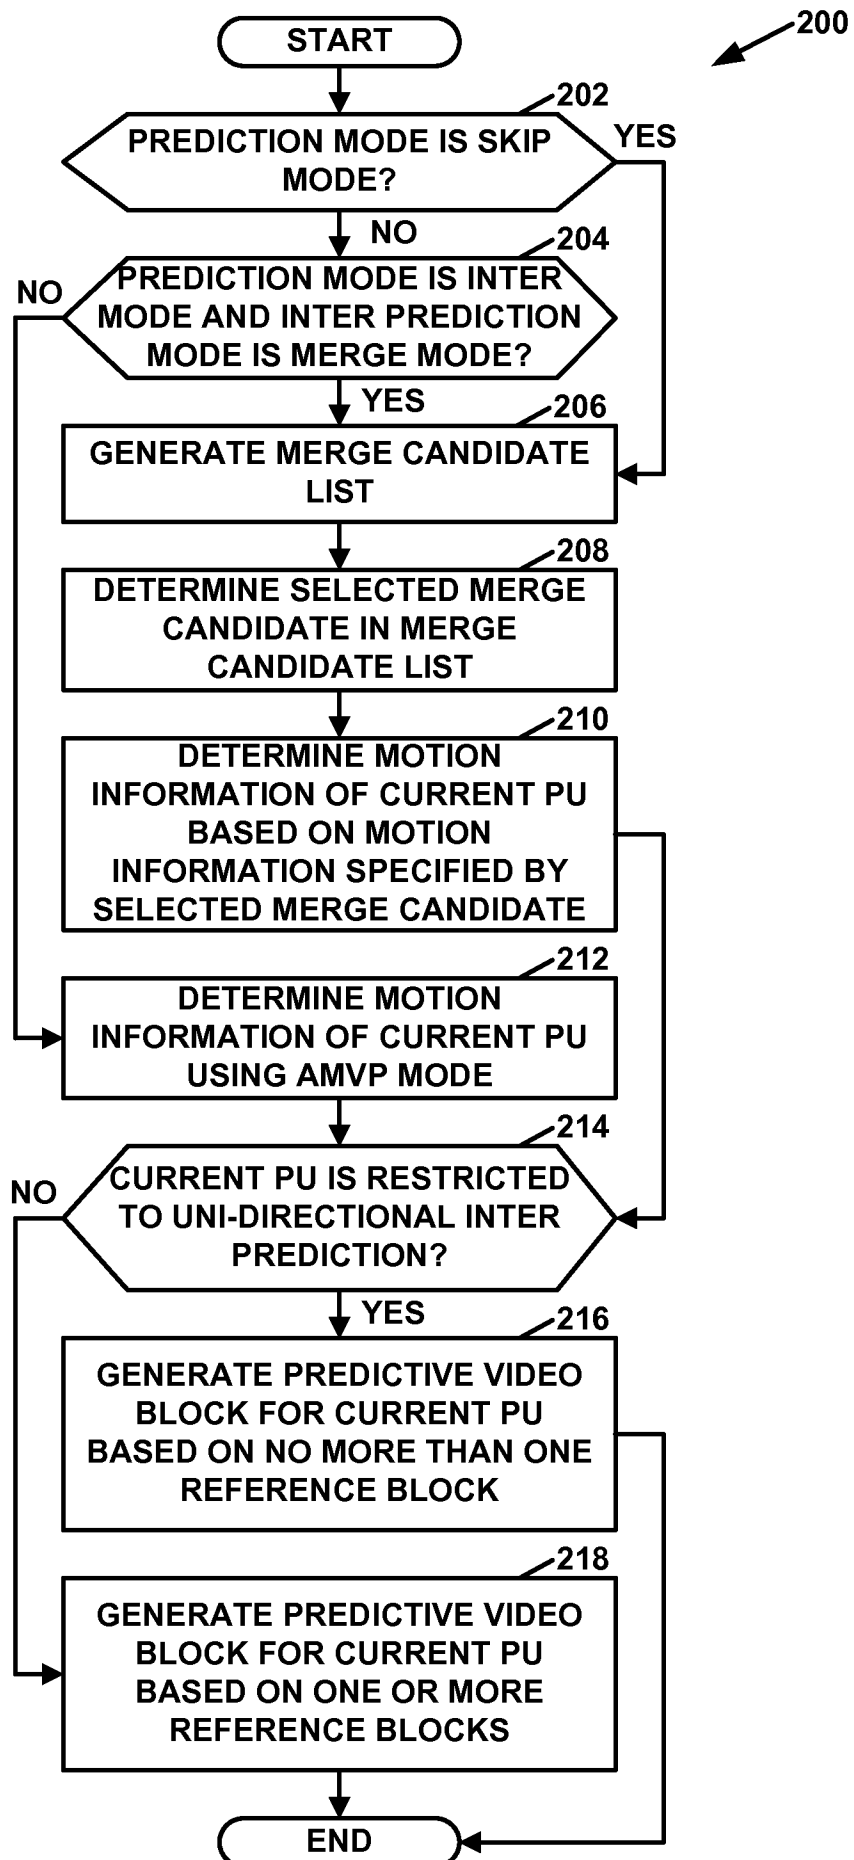 START
200
202
PREDICTION MODE IS SKIP
MODE?
YES
NO
204
PREDICTION MODE IS INTER
MODE AND INTER PREDICTION
MODE IS MERGE MODE?
NO
YES
206
GENERATE MERGE CANDIDATE
LIST
208
DETERMINE SELECTED MERGE
CANDIDATE IN MERGE
CANDIDATE LIST
210
DETERMINE MOTION
INFORMATION OF CURRENT PU
BASED ON MOTION
INFORMATION SPECIFIED BY
SELECTED MERGE CANDIDATE
212
DETERMINE MOTION
INFORMATION OF CURRENT PU
USING AMVP MODE
214
CURRENT PU IS RESTRICTED
TO UNI-DIRECTIONAL INTER
PREDICTION?
NO
YES
216
GENERATE PREDICTIVE VIDEO
BLOCK FOR CURRENT PU
BASED ON NO MORE THAN ONE
REFERENCE BLOCK
218
GENERATE PREDICTIVE VIDEO
BLOCK FOR CURRENT PU
BASED ON ONE OR MORE
REFERENCE BLOCKS
END